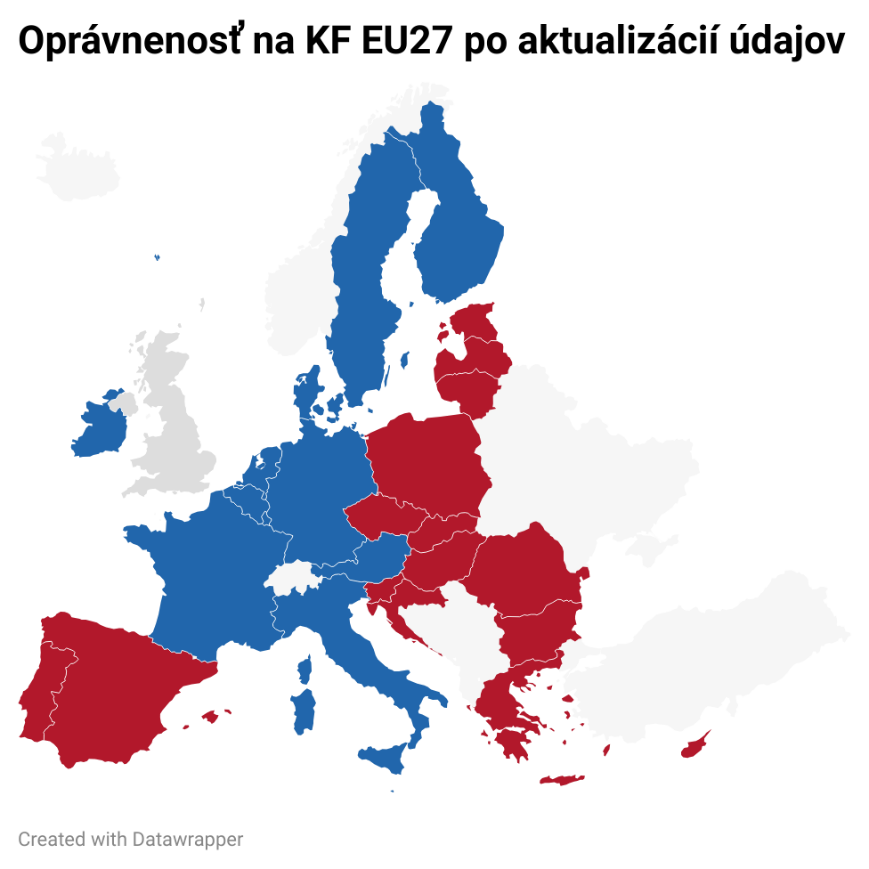 Oprávnenosť na KF EU27 po aktualizácií údajov
Created with Datawrapper